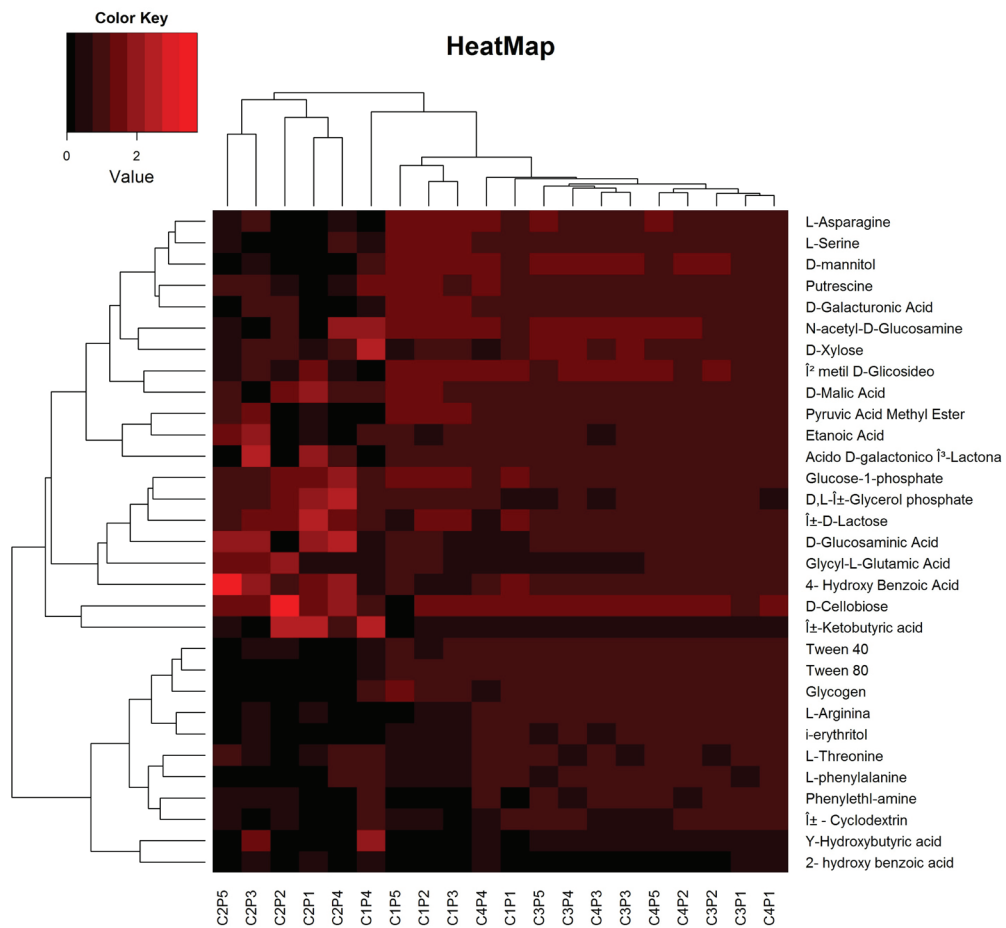 Color Key
HeatMap
0 2
Value
L-Asparagine
L-Serine
D-mannitol
Putrescine
D-Galacturonic Acid
N-acetyl-D-Glucosamine
D-Xylose
Î² metil D-Glicosideo
D-Malic Acid
Pyruvic Acid Methyl Ester
Etanoic Acid
Acido D-galactonico Î³-Lactona
Glucose-1-phosphate
D,L-Î±-Glycerol phosphate
Î±-D-Lactose
D-Glucosaminic Acid
Glycyl-L-Glutamic Acid
4- Hydroxy Benzoic Acid
D-Cellobiose
Î±-Ketobutyric acid
Tween 40
Tween 80
Glycogen
L-Arginina
i-erythritol
L-Threonine
L-phenylalanine
Phenylethl-amine
Î± - Cyclodextrin
Y-Hydroxybutyric acid
2- hydroxy benzoic acid
C2P5
C2P3
C2P2
C2P1
C2P4
C1P4
C1P5
C1P2
C1P3
C4P4
C1P1
C3P5
C3P4
C4P3
C3P3
C4P5
C4P2
C3P2
C3P1
C4P1